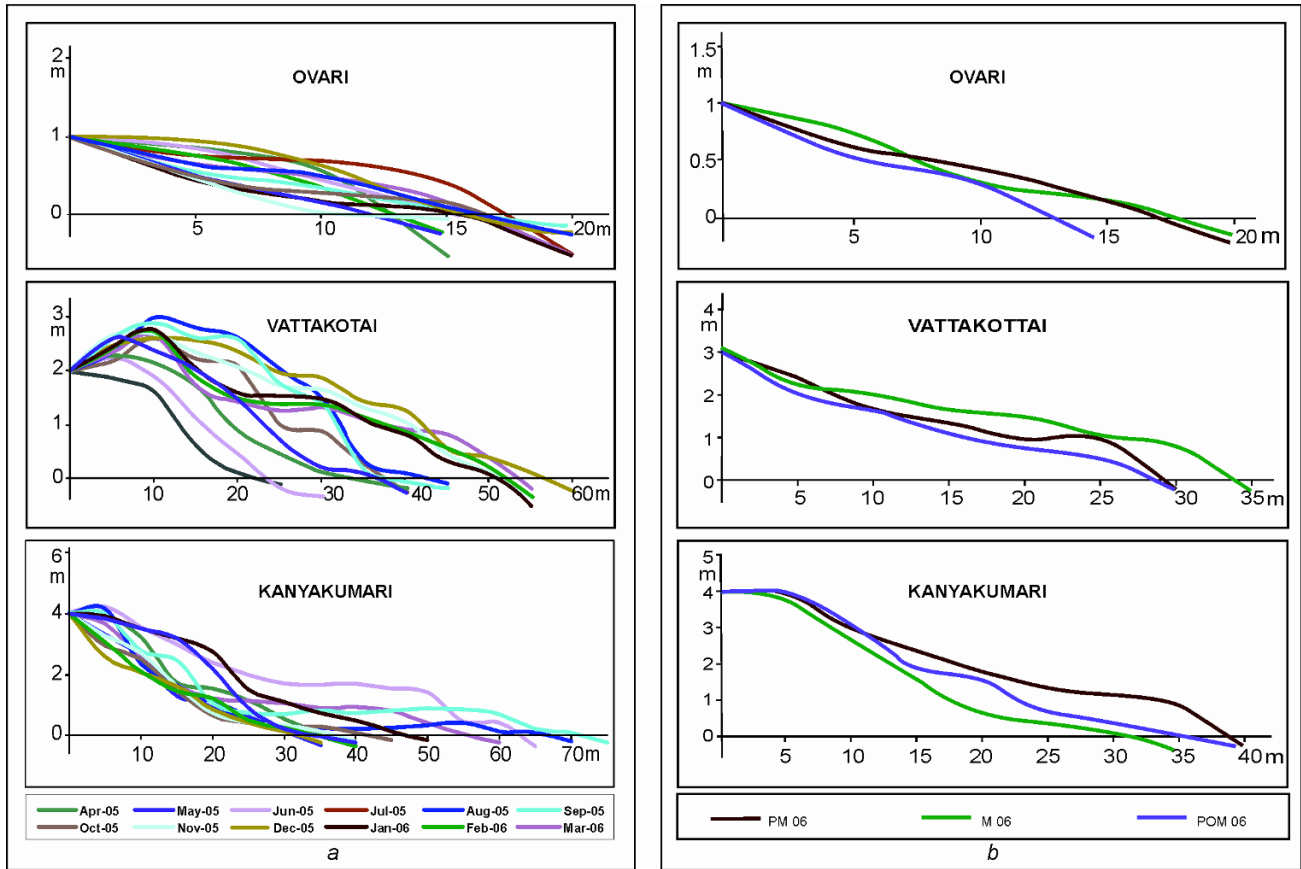 2
m
OVARI
1
0
5
10
15
20 m
3
m
VATTAKOTAI
2
1
0
10
20
30
40
50
60 m
6
m
KANYAKUMARI
4
2
0
10
20
30
40
50
60
70m
Apr-05 May-05 Jun-05 Jul-05 Aug-05 Sep-05
Oct-05 Nov-05 Dec-05 Jan-06 Feb-06 Mar-06
a
1.5
m
OVARI
1
0.5
0
5
10
15
20 m
4
m
VATTAKOTTAI
3
2
1
0
5
10
15
20
25
30
35 m
5
m
KANYAKUMARI
4
3
2
1
0
5
10
15
20
25
30
35
40 m
PM 06 M 06 POM 06
b